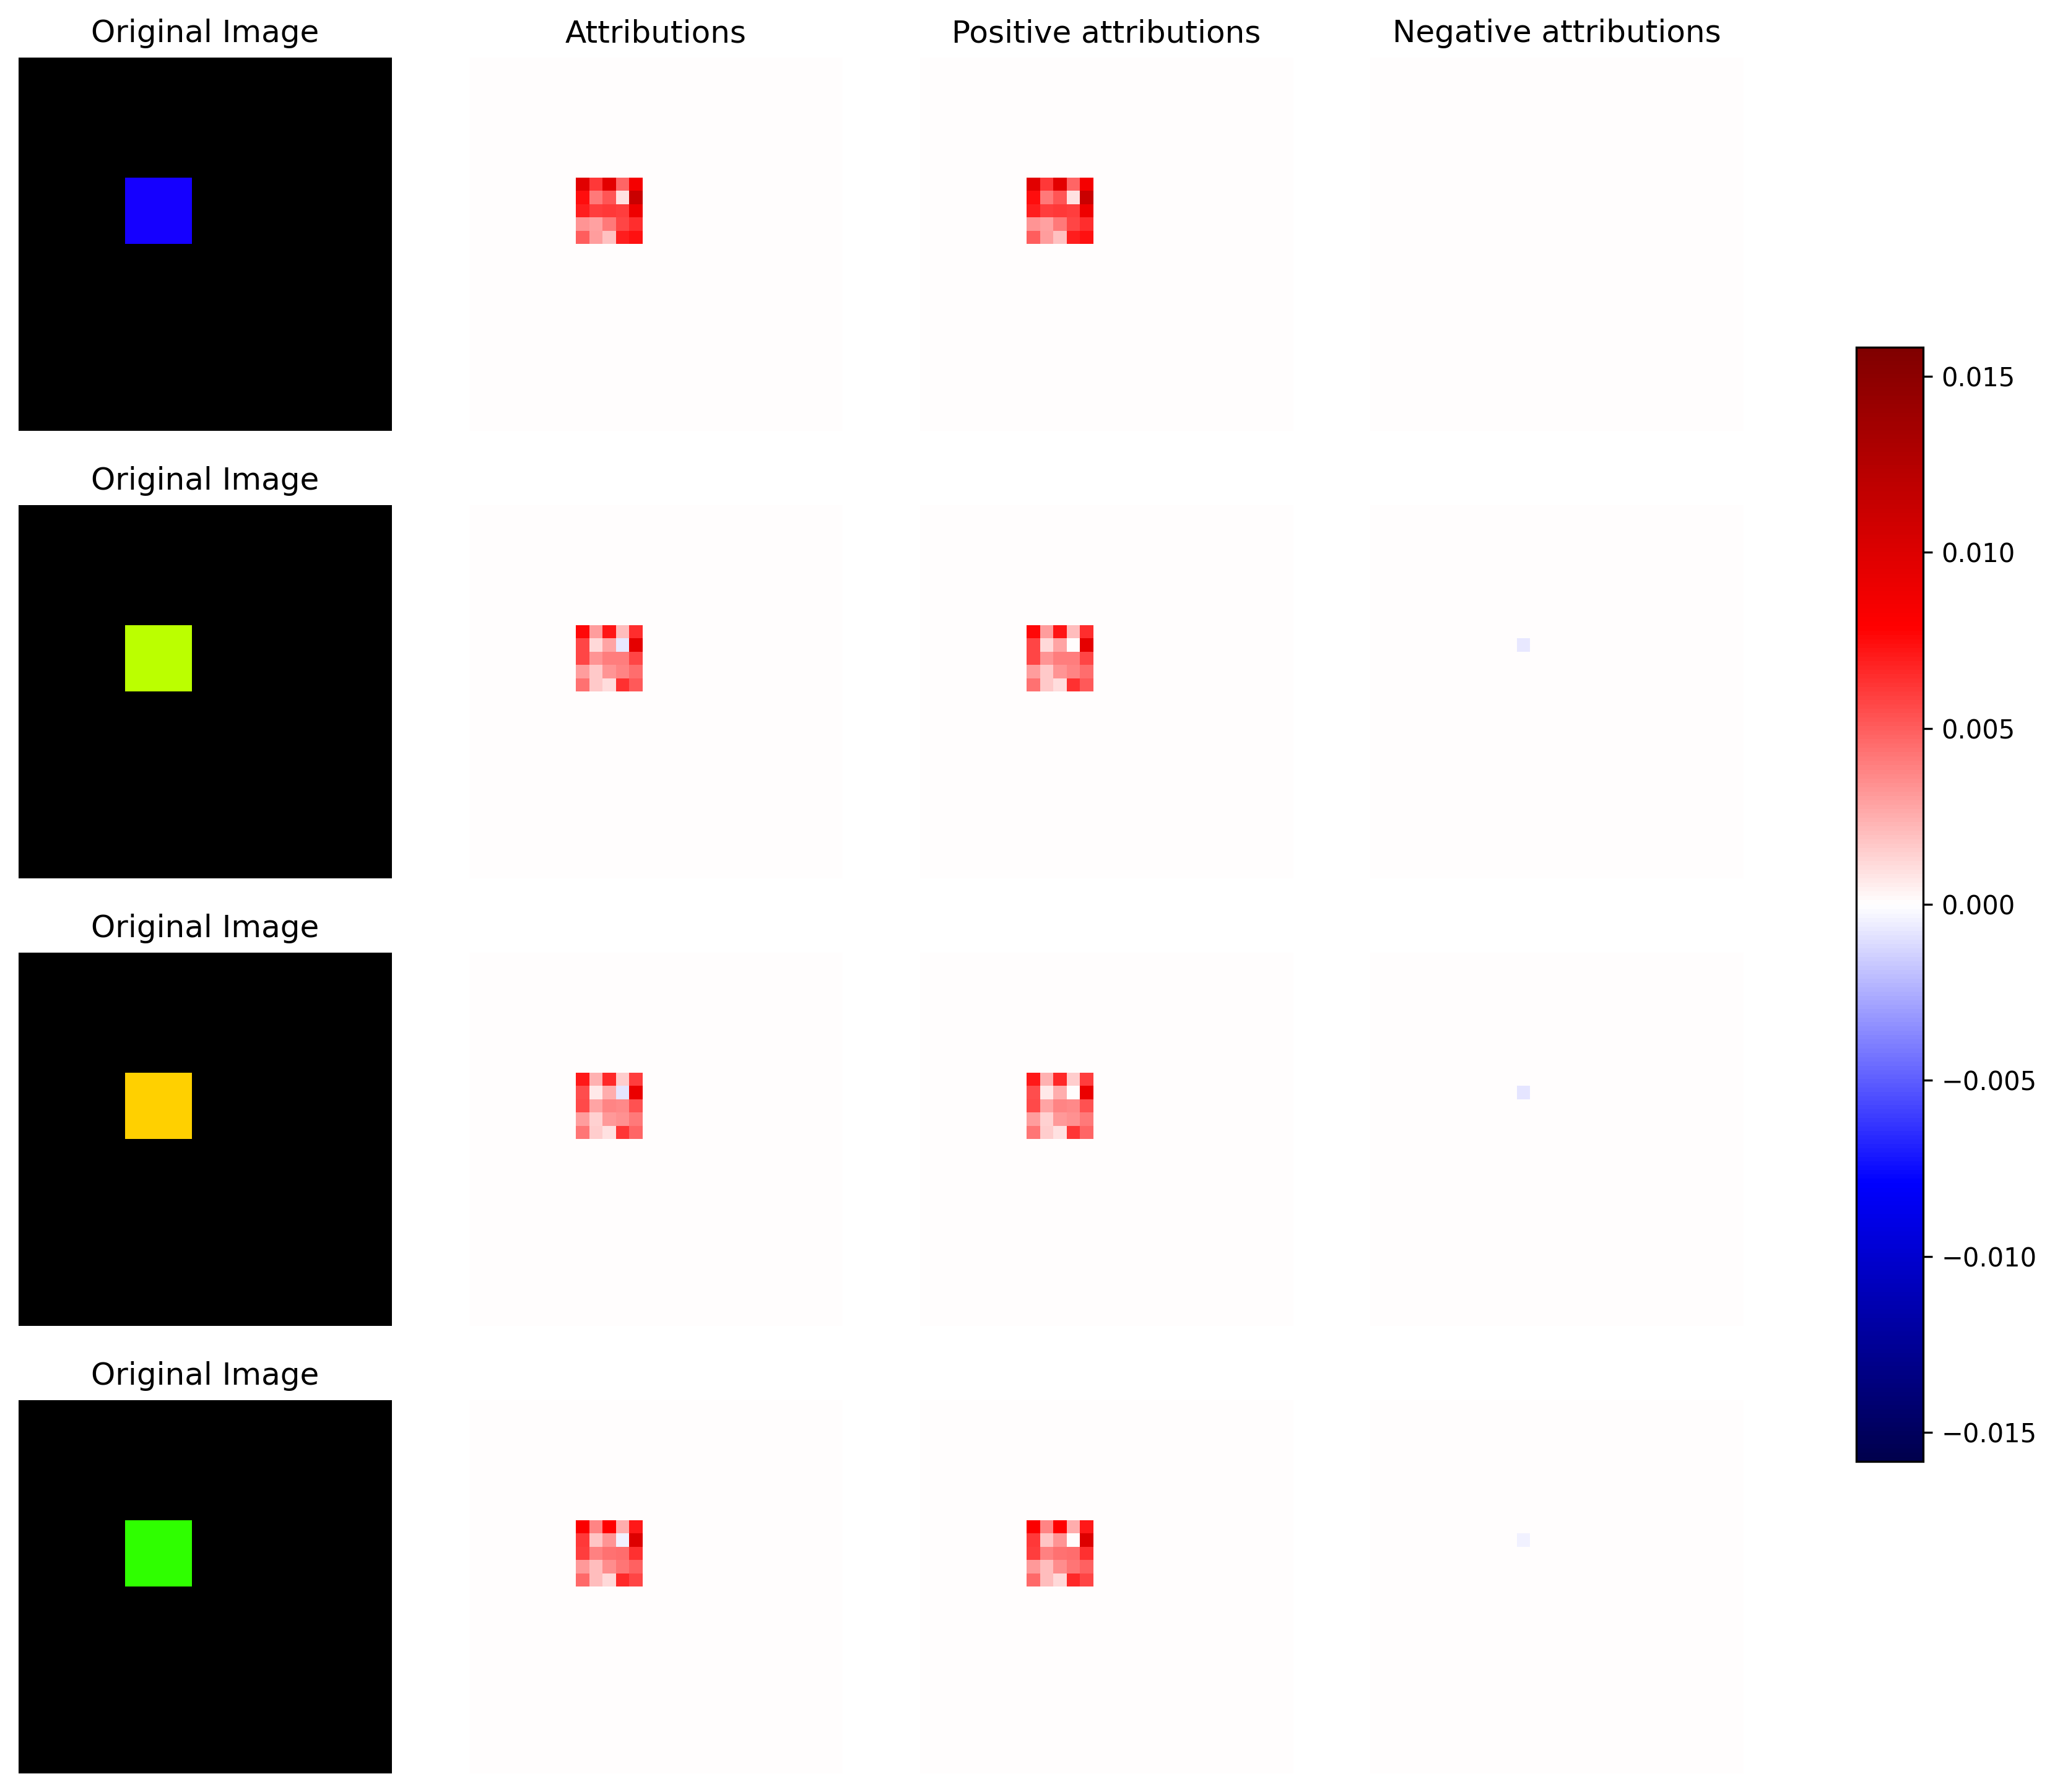 Original Image
Attributions
Positive attributions
Negative attributions
Original Image
Original Image
Original Image
0.015
0.010
0.005
0.000
−0.005
−0.010
−0.015